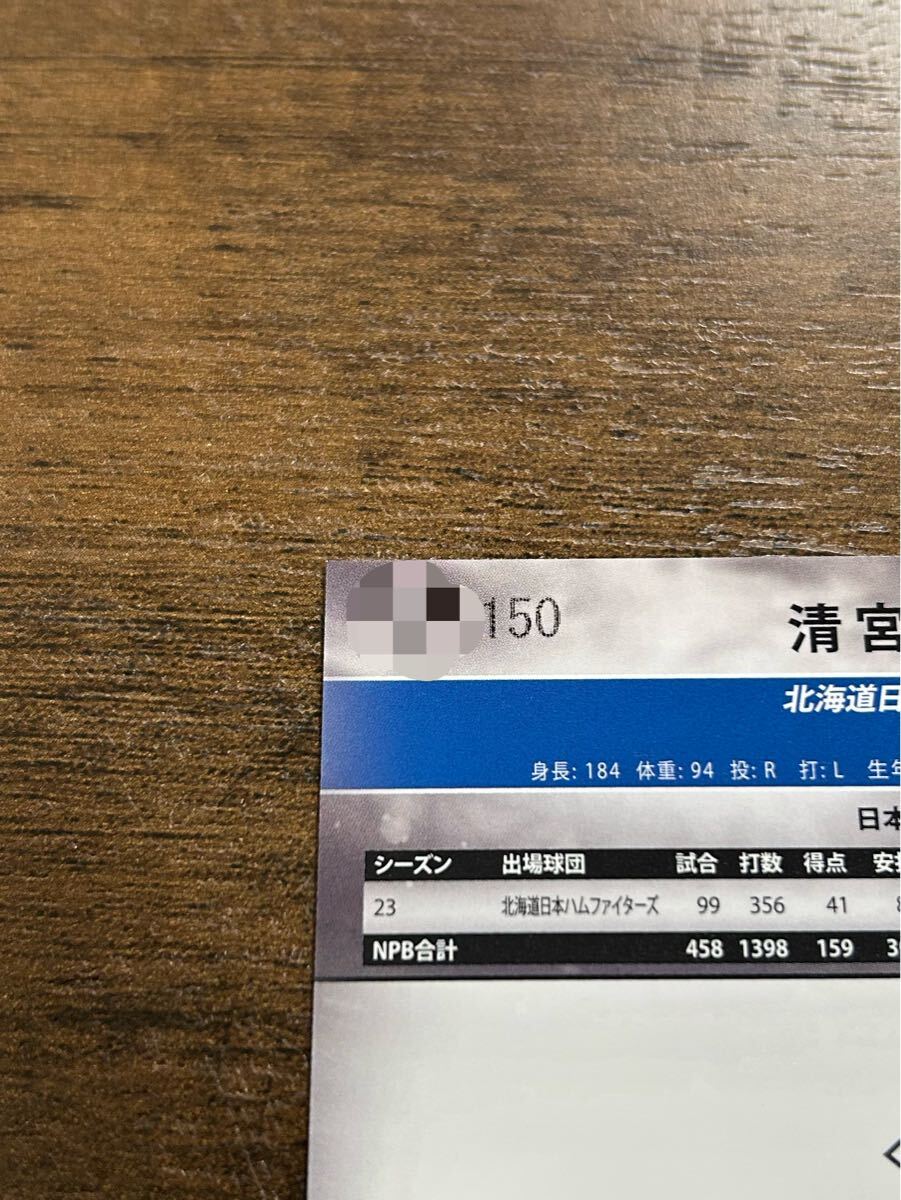 150
清宮
北海道日
身長: 184 体重: 94 投: R 打: L 生年
日本
シーズン 出場球団 試合 打数 得点 安打
23 北海道日本ハムファイターズ 99 356 41
NPB合計 458 1398 159